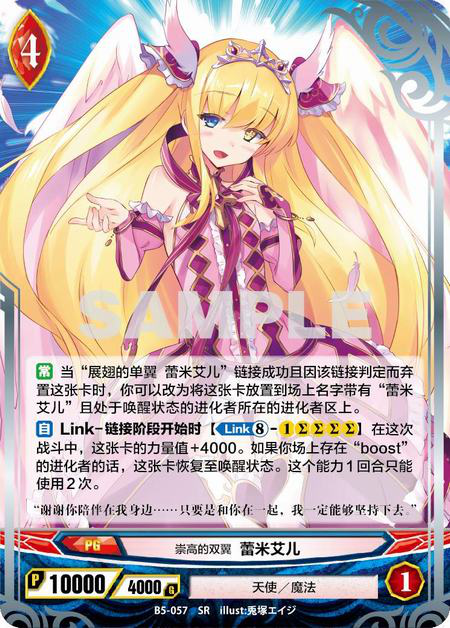 4
SAMPLE
常 当“展翅的单翼 蕾米艾儿”链接成功且因该链接判定而弃
置这张卡时，你可以改为将这张卡放置到场上名字带有“蕾米
艾儿”且处于唤醒状态的进化者所在的进化者区上。
自 Link-链接阶段开始时【Link⑧-1ΣΣΣΣ】在这次
战斗中，这张卡的力量值+4000。如果你场上存在“boost”
的进化者的话，这张卡恢复至唤醒状态。这个能力1回合只能
使用2次。
“谢谢你陪伴在我身边……只要是和你在一起，我一定能够坚持下去。”
PG 崇高的双翼 蕾米艾儿
P 10000 / 4000 G 天使／魔法 1
B5-057 SR illust:兎塚エイジ